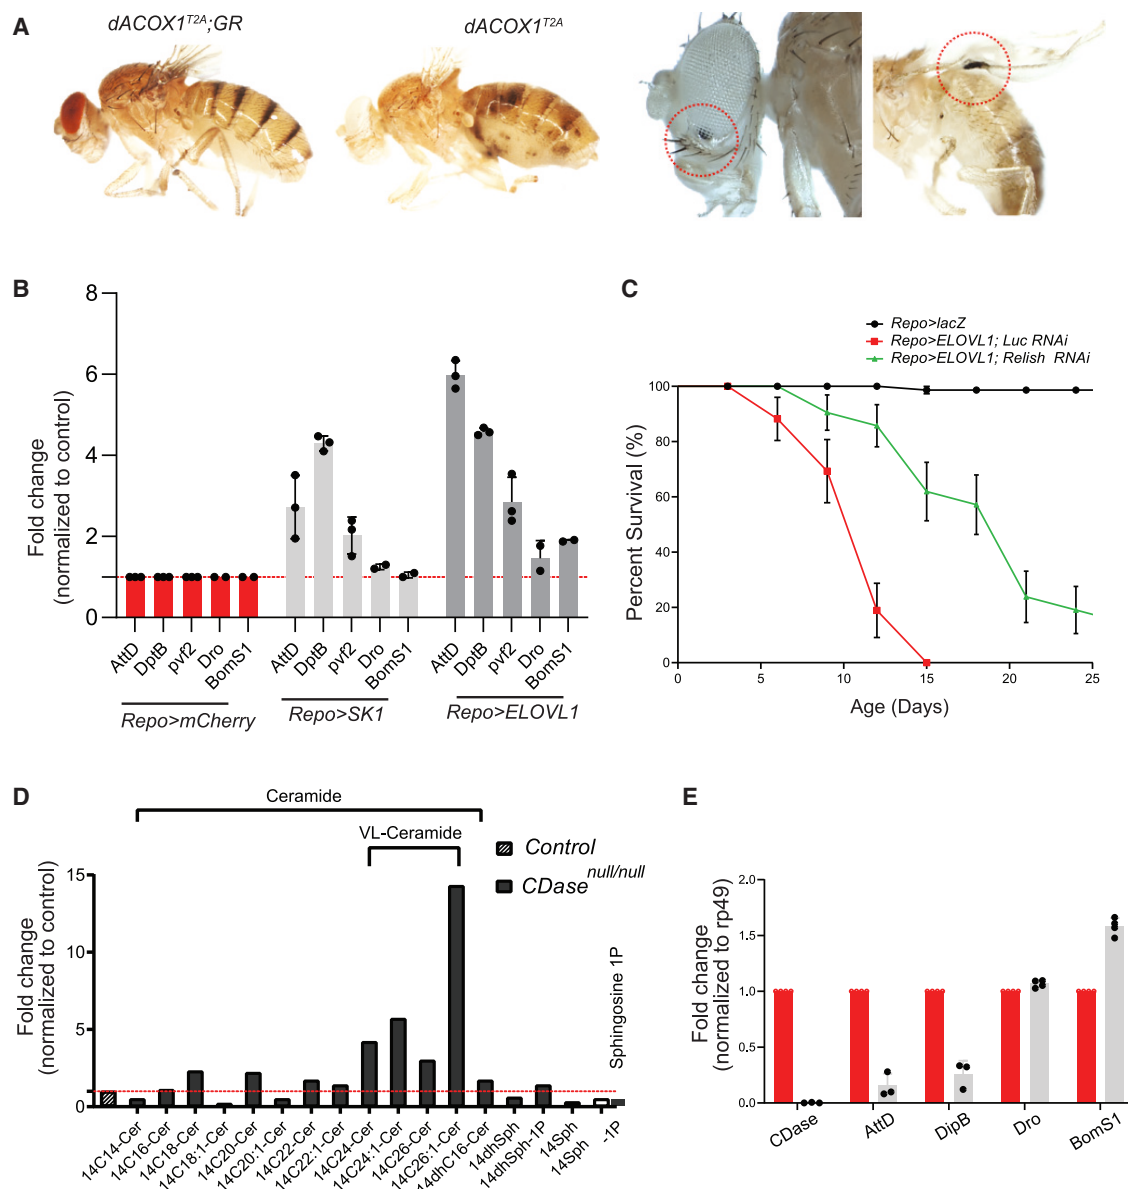 A
dACOX1T2A;GR
dACOX1T2A
B
8
6
4
2
0
Fold change
(normalized to control)
AttD
DptB
pvf2
Dro
BomS1
AttD
DptB
pvf2
Dro
BomS1
AttD
DptB
pvf2
Dro
BomS1
Repo>mCherry
Repo>SK1
Repo>ELOVL1
C
Repo>lacZ
Repo>ELOVL1; Luc RNAi
Repo>ELOVL1; Relish RNAi
100
80
60
40
20
0
Percent Survival (%)
0
5
10
15
20
25
Age (Days)
D
Ceramide
VL-Ceramide
Control
CDase null/null
15
10
5
0
Fold change
(normalized to control)
Sphingosine 1P
14C14-Cer
14C16-Cer
14C18-Cer
14C18:1-Cer
14C20-Cer
14C20:1-Cer
14C22-Cer
14C22:1-Cer
14C24-Cer
14C24:1-Cer
14C26-Cer
14C26:1-Cer
14dhC16-Cer
14dhSph
14dhSph-1P
14Sph
14Sph
-1P
E
2.0
1.5
1.0
0.5
0.0
Fold change
(normalized to rp49)
CDase
AttD
DipB
Dro
BomS1